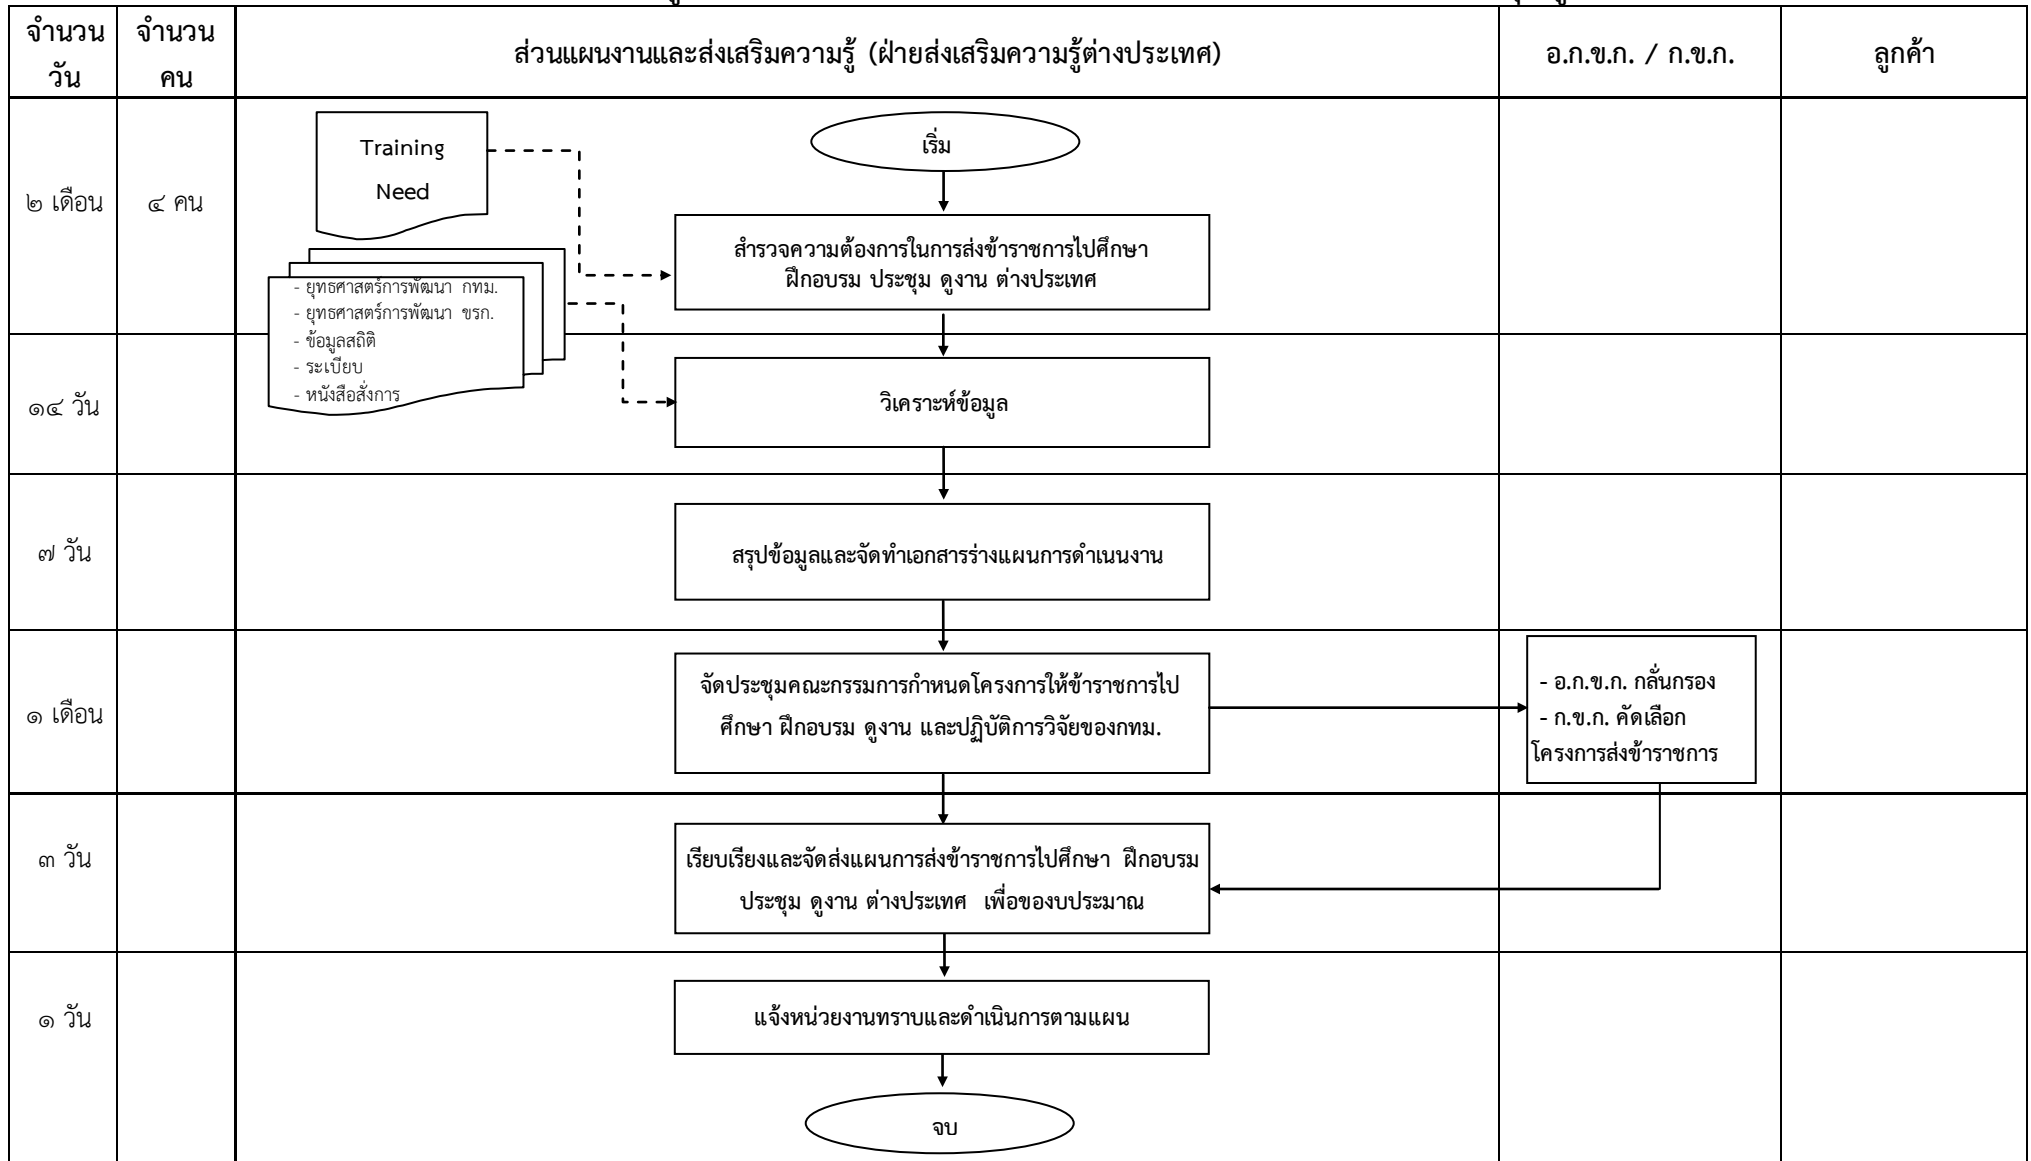 จำนวน
วัน
จำนวน
คน
ส่วนแผนงานและส่งเสริมความรู้ (ฝ่ายส่งเสริมความรู้ต่างประเทศ)
อ.ก.ข.ก. / ก.ข.ก.
ลูกค้า
Training
Need
เริ่ม
๒ เดือน
๔ คน
สำรวจความต้องการในการส่งข้าราชการไปศึกษา
ฝึกอบรม ประชุม ดูงาน ต่างประเทศ
- ยุทธศาสตร์การพัฒนา กทม.
- ยุทธศาสตร์การพัฒนา ขรก.
- ข้อมูลสถิติ
- ระเบียบ
- หนังสือสั่งการ
๑๔ วัน
วิเคราะห์ข้อมูล
๗ วัน
สรุปข้อมูลและจัดทำเอกสารร่างแผนการดำเนนงาน
๑ เดือน
จัดประชุมคณะกรรมการกำหนดโครงการให้ข้าราชการไป
ศึกษา ฝึกอบรม ดูงาน และปฏิบัติการวิจัยของกทม.
- อ.ก.ข.ก. กลั่นกรอง
- ก.ข.ก. คัดเลือก
โครงการส่งข้าราชการ
๓ วัน
เรียบเรียงและจัดส่งแผนการส่งข้าราชการไปศึกษา ฝึกอบรม
ประชุม ดูงาน ต่างประเทศ เพื่อของบประมาณ
๑ วัน
แจ้งหน่วยงานทราบและดำเนินการตามแผน
จบ